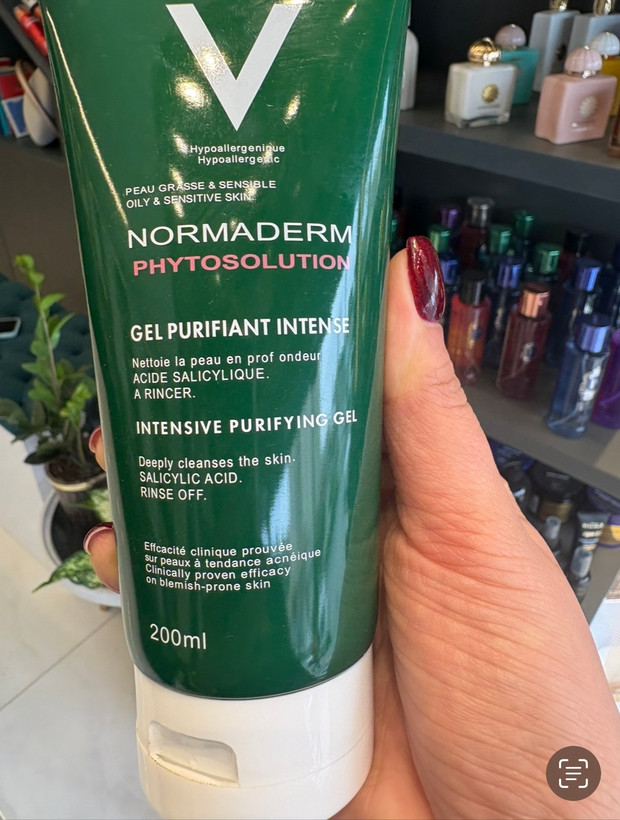 V
Hypoallergenique
Hypoallergenic
PEAU GRASSE & SENSIBLE
OILY & SENSITIVE SKIN
NORMADERM
PHYTOSOLUTION
GEL PURIFIANT INTENSE
Nettoie la peau en prof ondeur
ACIDE SALICYLIQUE.
A RINCER.
INTENSIVE PURIFYING GEL
Deeply cleanses the skin.
SALICYLIC ACID.
RINSE OFF.
Efficacité clinique prouvée
sur peaux à tendance acnéique
Clinically proven efficacy
on blemish-prone skin
200ml